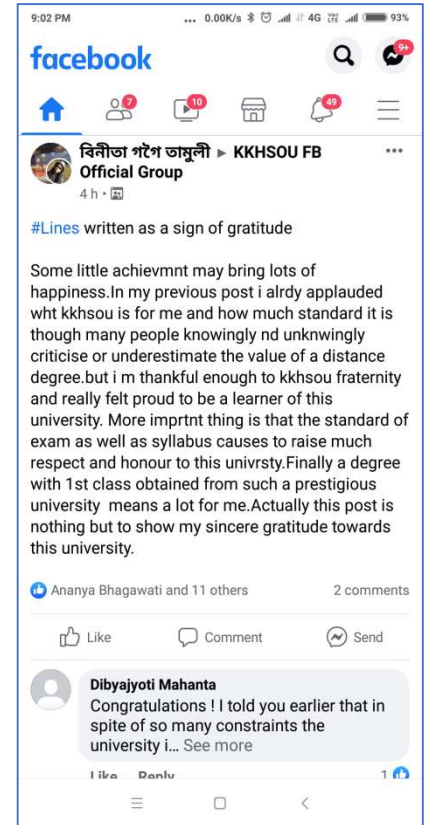 9:02 PM ... 0.00K/s 4G VoLTE 93%
facebook
9+
7 10 49
বিনীতা গগৈ তামুলী ▸ KKHSOU FB
Official Group
4 h •
#Lines written as a sign of gratitude
Some little achievmnt may bring lots of
happiness.In my previous post i alrdy applauded
wht kkhsou is for me and how much standard it is
though many people knowingly nd unknwingly
criticise or underestimate the value of a distance
degree.but i m thankful enough to kkhsou fraternity
and really felt proud to be a learner of this
university. More imprtnt thing is that the standard of
exam as well as syllabus causes to raise much
respect and honour to this univrsty.Finally a degree
with 1st class obtained from such a prestigious
university means a lot for me.Actually this post is
nothing but to show my sincere gratitude towards
this university.
Ananya Bhagawati and 11 others 2 comments
Like Comment Send
Dibyajyoti Mahanta
Congratulations ! I told you earlier that in
spite of so many constraints the
university i... See more
Like Reply 1